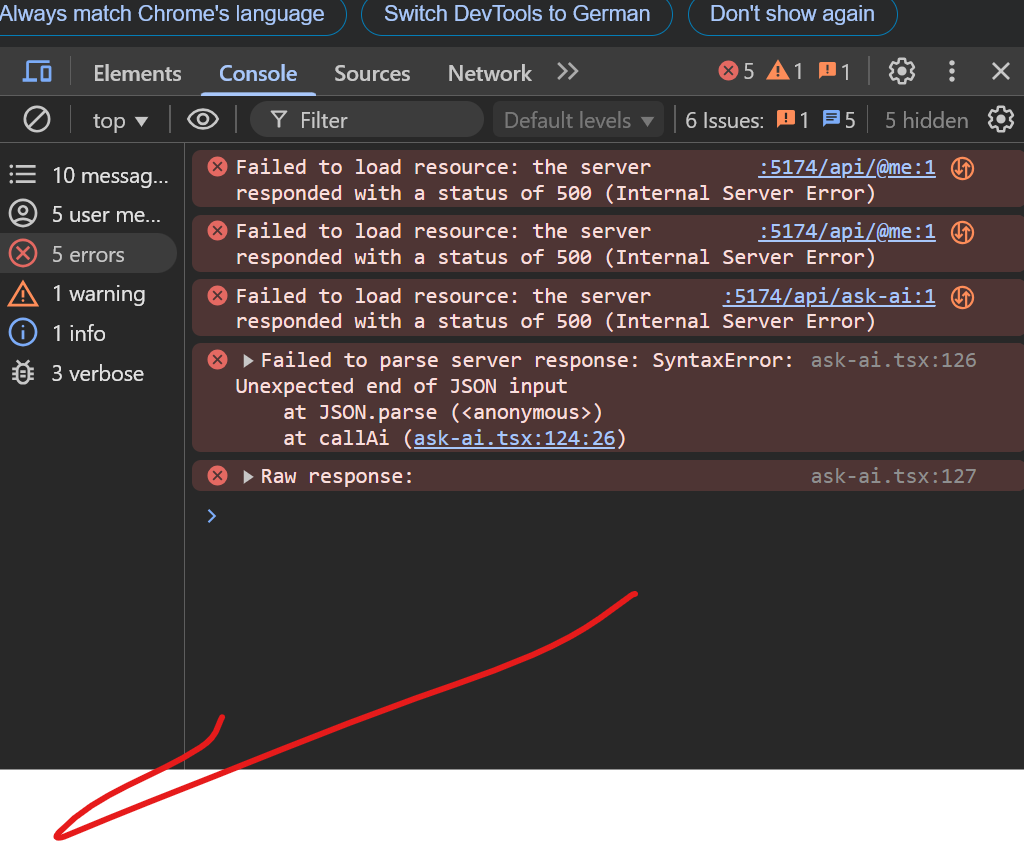 Always match Chrome's language Switch DevTools to German Don't show again
Elements Console Sources Network 5 1 1
top Filter Default levels 6 Issues: 1 5 5 hidden
10 messag...
5 user me...
5 errors
1 warning
1 info
3 verbose
Failed to load resource: the server :5174/api/@me:1
responded with a status of 500 (Internal Server Error)
Failed to load resource: the server :5174/api/@me:1
responded with a status of 500 (Internal Server Error)
Failed to load resource: the server :5174/api/ask-ai:1
responded with a status of 500 (Internal Server Error)
Failed to parse server response: SyntaxError: ask-ai.tsx:126
Unexpected end of JSON input
at JSON.parse (<anonymous>)
at callAi (ask-ai.tsx:124:26)
Raw response: ask-ai.tsx:127